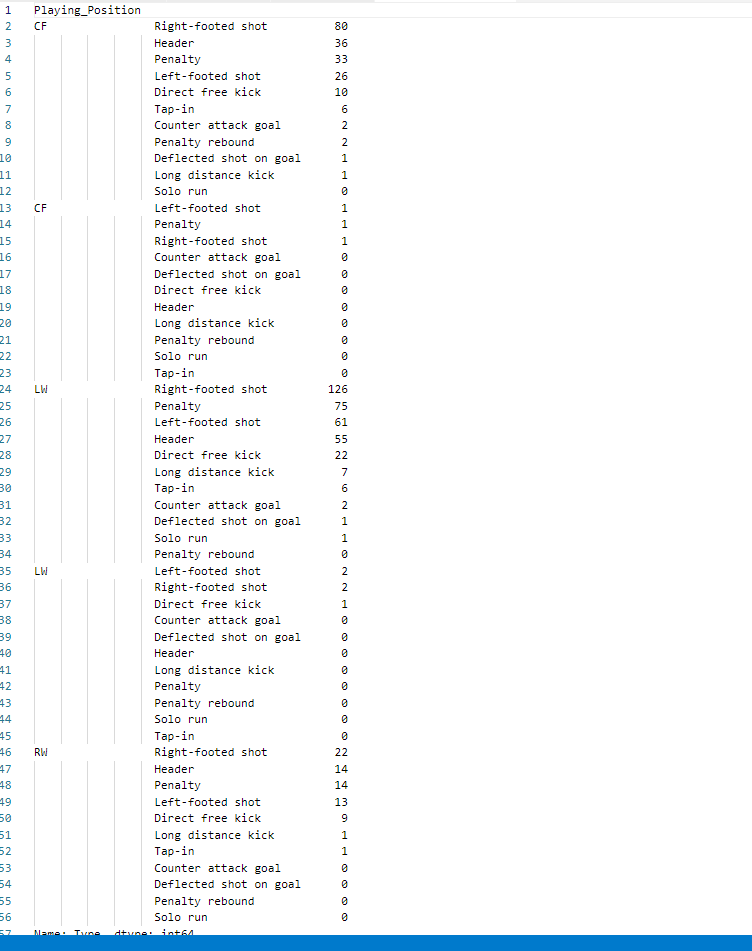 1 Playing_Position
2 CF Right-footed shot 80
3 Header 36
4 Penalty 33
5 Left-footed shot 26
6 Direct free kick 10
7 Tap-in 6
8 Counter attack goal 2
9 Penalty rebound 2
10 Deflected shot on goal 1
11 Long distance kick 1
12 Solo run 0
13 CF Left-footed shot 1
14 Penalty 1
15 Right-footed shot 1
16 Counter attack goal 0
17 Deflected shot on goal 0
18 Direct free kick 0
19 Header 0
20 Long distance kick 0
21 Penalty rebound 0
22 Solo run 0
23 Tap-in 0
24 LW Right-footed shot 126
25 Penalty 75
26 Left-footed shot 61
27 Header 55
28 Direct free kick 22
29 Long distance kick 7
30 Tap-in 6
31 Counter attack goal 2
32 Deflected shot on goal 1
33 Solo run 1
34 Penalty rebound 0
35 LW Left-footed shot 2
36 Right-footed shot 2
37 Direct free kick 1
38 Counter attack goal 0
39 Deflected shot on goal 0
40 Header 0
41 Long distance kick 0
42 Penalty 0
43 Penalty rebound 0
44 Solo run 0
45 Tap-in 0
46 RW Right-footed shot 22
47 Header 14
48 Penalty 14
49 Left-footed shot 13
50 Direct free kick 9
51 Long distance kick 1
52 Tap-in 1
53 Counter attack goal 0
54 Deflected shot on goal 0
55 Penalty rebound 0
56 Solo run 0
57 Name: Type, dtype: int64